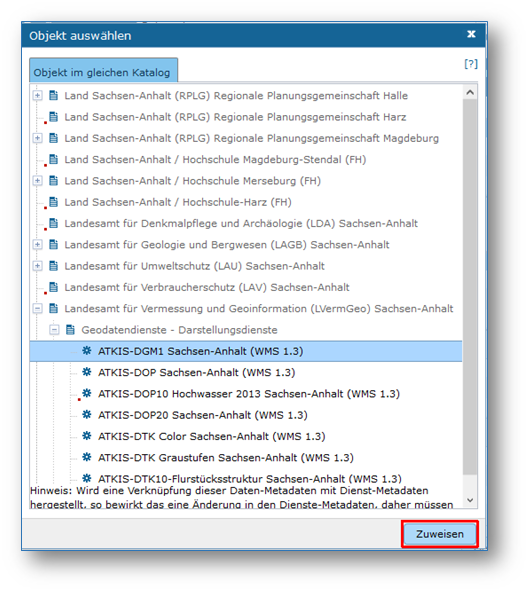 Objekt auswählen
Objekt im gleichen Katalog
[?]
Land Sachsen-Anhalt (RPLG) Regionale Planungsgemeinschaft Halle
Land Sachsen-Anhalt (RPLG) Regionale Planungsgemeinschaft Harz
Land Sachsen-Anhalt (RPLG) Regionale Planungsgemeinschaft Magdeburg
Land Sachsen-Anhalt / Hochschule Magdeburg-Stendal (FH)
Land Sachsen-Anhalt / Hochschule Merseburg (FH)
Land Sachsen-Anhalt / Hochschule-Harz (FH)
Landesamt für Denkmalpflege und Archäologie (LDA) Sachsen-Anhalt
Landesamt für Geologie und Bergwesen (LAGB) Sachsen-Anhalt
Landesamt für Umweltschutz (LAU) Sachsen-Anhalt
Landesamt für Verbraucherschutz (LAV) Sachsen-Anhalt
Landesamt für Vermessung und Geoinformation (LVermGeo) Sachsen-Anhalt
Geodatendienste - Darstellungsdienste
ATKIS-DGM1 Sachsen-Anhalt (WMS 1.3)
ATKIS-DOP Sachsen-Anhalt (WMS 1.3)
ATKIS-DOP10 Hochwasser 2013 Sachsen-Anhalt (WMS 1.3)
ATKIS-DOP20 Sachsen-Anhalt (WMS 1.3)
ATKIS-DTK Color Sachsen-Anhalt (WMS 1.3)
ATKIS-DTK Graustufen Sachsen-Anhalt (WMS 1.3)
ATKIS-DTK10-Flurstücksstruktur Sachsen-Anhalt (WMS 1.3)
Hinweis: Wird eine Verknüpfung dieser Daten-Metadaten mit Dienst-Metadaten
hergestellt, so bewirkt das eine Änderung in den Dienste-Metadaten, daher müssen
Zuweisen